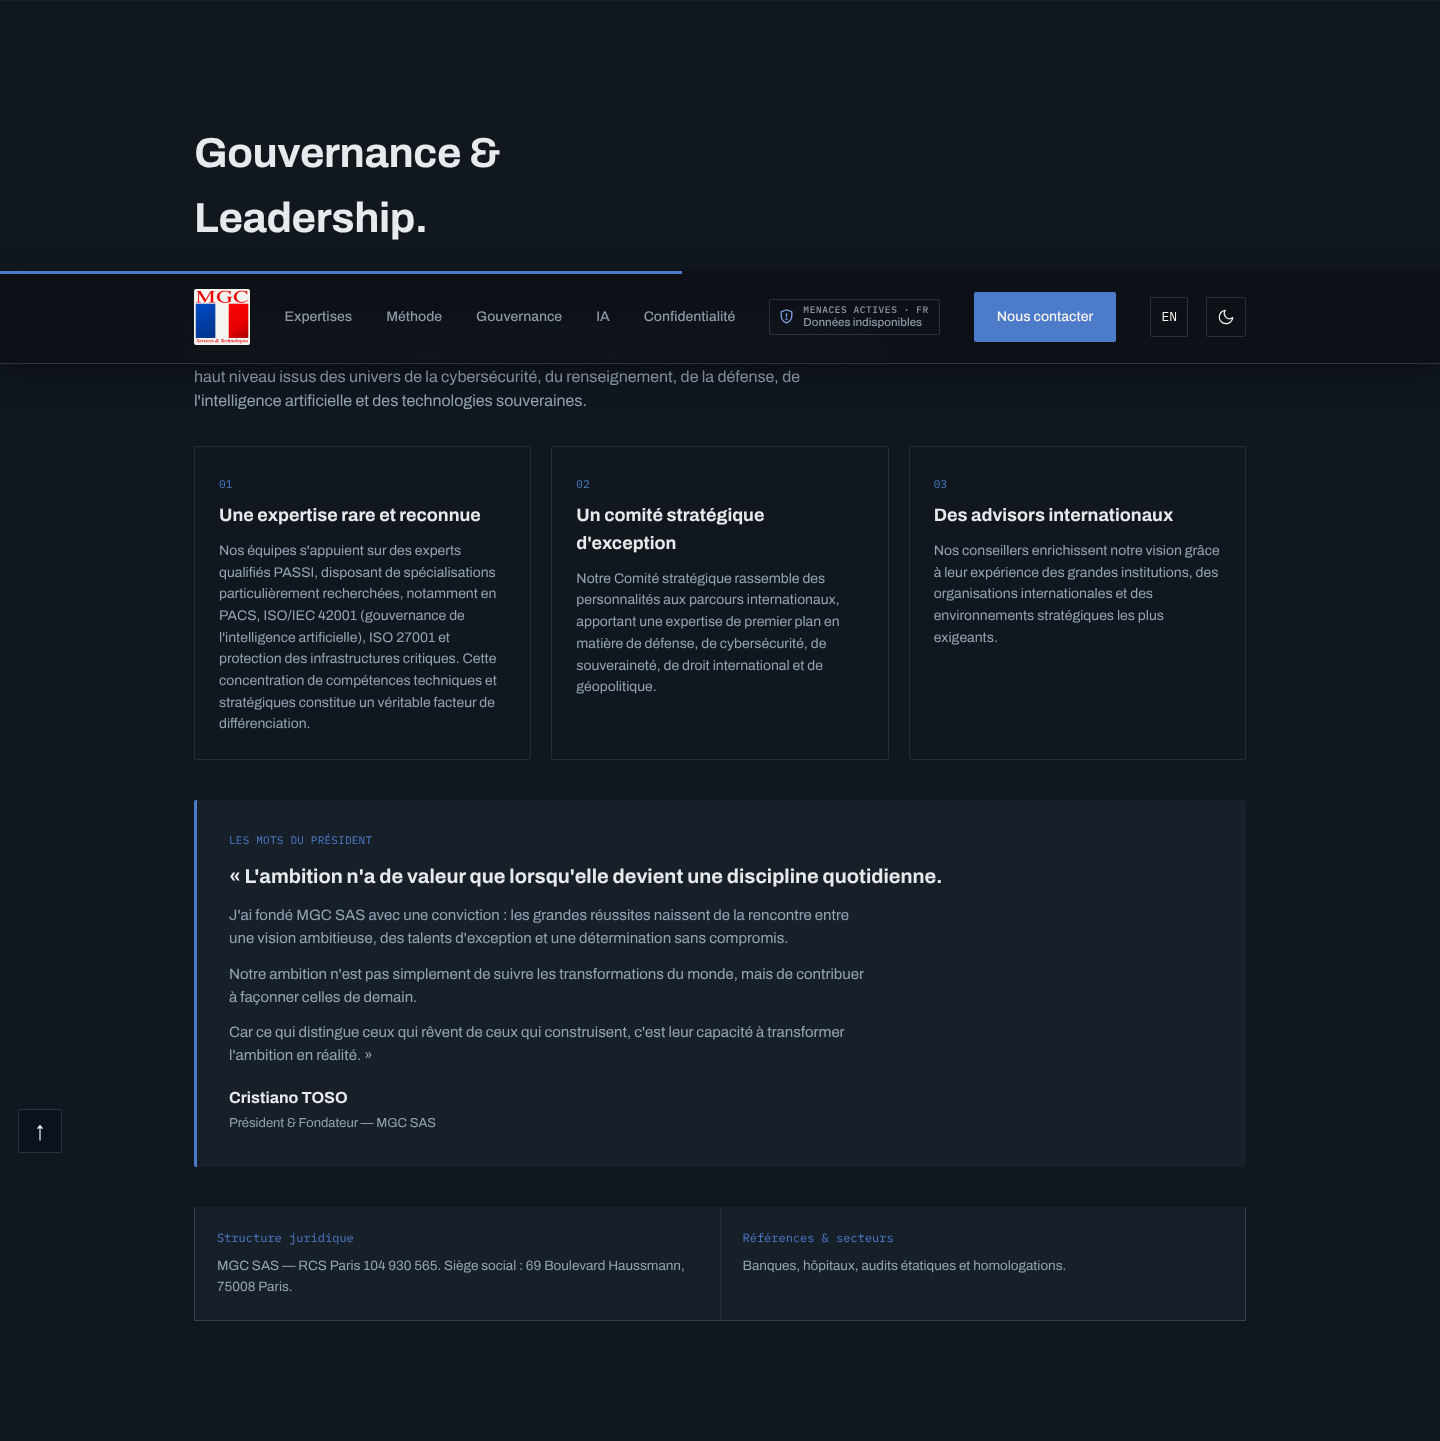 Gouvernance &
Leadership.
MGC
Services & Technologies
Expertises
Méthode
Gouvernance
IA
Confidentialité
MENACES ACTIVES · FR
Données indisponibles
Nous contacter
EN
haut niveau issus des univers de la cybersécurité, du renseignement, de la défense, de
l'intelligence artificielle et des technologies souveraines.
01
Une expertise rare et reconnue
Nos équipes s'appuient sur des experts
qualifiés PASSI, disposant de spécialisations
particulièrement recherchées, notamment en
PACS, ISO/IEC 42001 (gouvernance de
l'intelligence artificielle), ISO 27001 et
protection des infrastructures critiques. Cette
concentration de compétences techniques et
stratégiques constitue un véritable facteur de
différenciation.
02
Un comité stratégique
d'exception
Notre Comité stratégique rassemble des
personnalités aux parcours internationaux,
apportant une expertise de premier plan en
matière de défense, de cybersécurité, de
souveraineté, de droit international et de
géopolitique.
03
Des advisors internationaux
Nos conseillers enrichissent notre vision grâce
à leur expérience des grandes institutions, des
organisations internationales et des
environnements stratégiques les plus
exigeants.
LES MOTS DU PRÉSIDENT
« L'ambition n'a de valeur que lorsqu'elle devient une discipline quotidienne.
J'ai fondé MGC SAS avec une conviction : les grandes réussites naissent de la rencontre entre
une vision ambitieuse, des talents d'exception et une détermination sans compromis.
Notre ambition n'est pas simplement de suivre les transformations du monde, mais de contribuer
à façonner celles de demain.
Car ce qui distingue ceux qui rêvent de ceux qui construisent, c'est leur capacité à transformer
l'ambition en réalité. »
Cristiano TOSO
Président & Fondateur — MGC SAS
↑
Structure juridique
MGC SAS — RCS Paris 104 930 565. Siège social : 69 Boulevard Haussmann,
75008 Paris.
Références & secteurs
Banques, hôpitaux, audits étatiques et homologations.